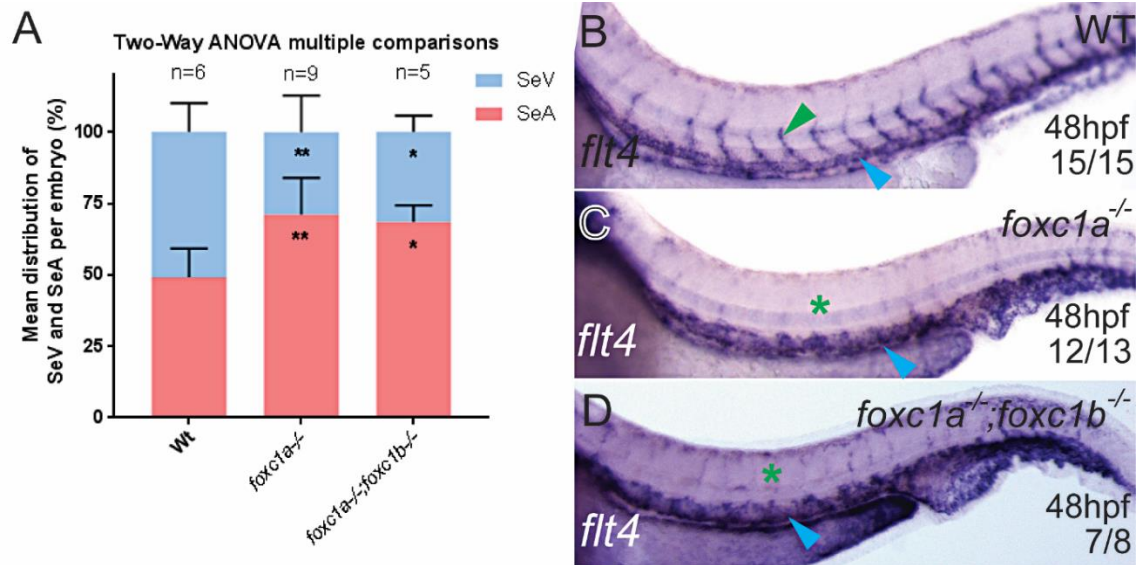 A
Two-Way ANOVA multiple comparisons
n=6 n=9 n=5
SeV
SeA
Mean distribution of
SeV and SeA per embryo (%)
100
75
50
25
0
** *
** *
Wt
foxc1a-/-
foxc1a-/-;foxc1b-/-
B WT
flt4
48hpf
15/15
C foxc1a-/-
*
flt4
48hpf
12/13
D foxc1a-/-;foxc1b-/-
*
flt4
48hpf
7/8